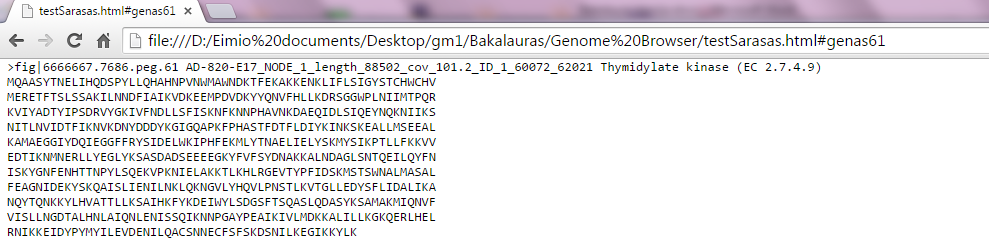 testSarasas.html#genas61
file:///D:/Eimio%20documents/Desktop/gm1/Bakalauras/Genome%20Browser/testSarasas.html#genas61
>fig|6666667.7686.peg.61 AD-820-E17_NODE_1_length_88502_cov_101.2_ID_1_60072_62021 Thymidylate kinase (EC 2.7.4.9)
MQAASYTNELIHQDSPYLLQHAHNPVNWMAWNDKTFEKAKKENKLIFLSIGYSTCHWCHV
MERETFTSLSSAKILNNDFIAIKVDKEEMPDVDKYYQNVFHLLKDRSGGWPLNIIMTPQR
KVIYADTYIPSDRVYGKIVFNDLLSFISKNFKNNPHAVNKDAEQIDLSIQEYNQKNIIKS
NITLNVIDTFIKNVKDNYDDDYKGIGQAPKFPHASTFDTFLDIYKINKSKEALLMSEEAL
KAMAEGGIYDQIEGGFFRYSIDELWKIPHFEKMLYTNAELIELYSKMYSIKPTLLFKKVV
EDTIKNMNERLLYEGLYKSASDADSEEEEGKYFVFSYDNAKKALNDAGLSNTQEILQYFN
ISKYGNFENHTTNPYLSQEKVPKNIELAKKTLKHLRGEVTYPFIDSKMSTSWNALMASAL
FEAGNIDEKYSKQAISLIENILNKLQKNGVLYHQVLPNSTLKVTGLLEDYSFLIDALIKA
NQYTQNKKYLHVATTLLKSAIHKFYKDEIWYLSDGSFTSQASLQDASYKSAMAKMIQNVF
VISLLNGDTALHNLAIQNLENISSQIKNNPGAYPEAIKIVLMDKKALILLKGKQERLHEL
RNIKKEIDYPYMYILEVDENILQACSNNECFSFSKDSNILKEGIKKYLK